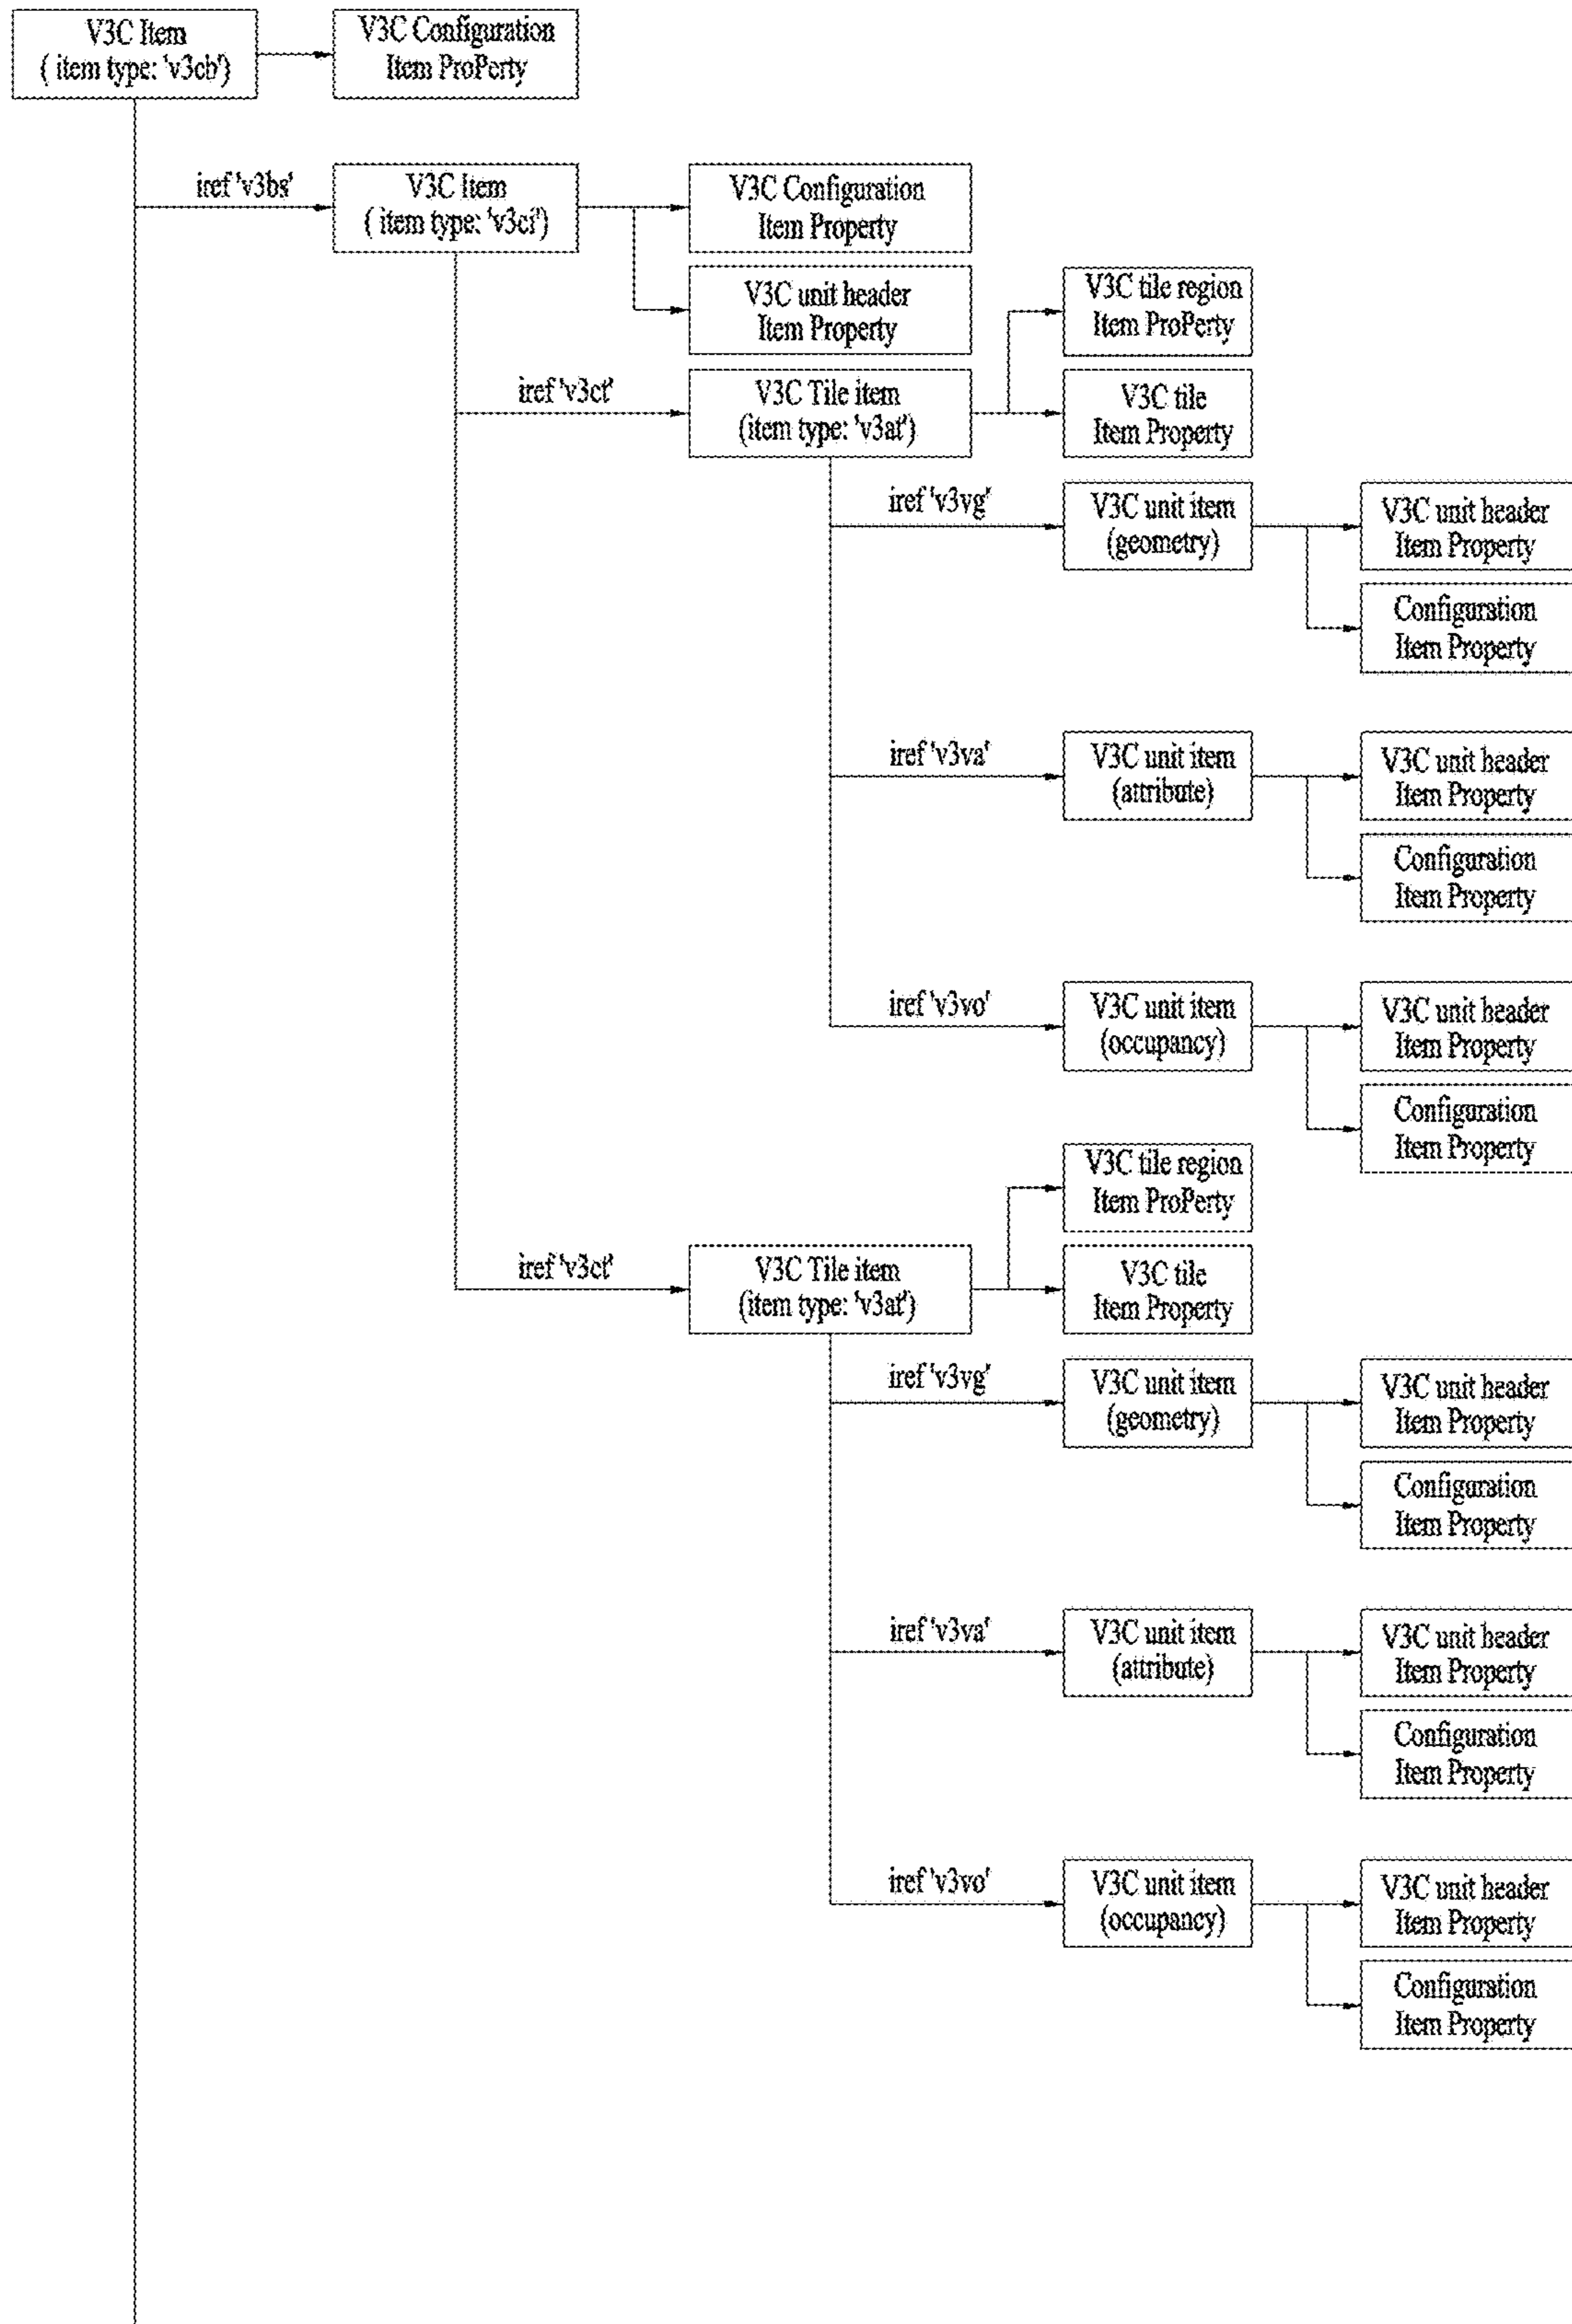 V3C Item
( item type: 'v3cb')
V3C Configuration
Item ProPerty
iref 'v3bs'
V3C Item
( item type: 'v3ci')
V3C Configuration
Item Property
V3C unit header
Item Property
V3C tile region
Item ProPerty
iref 'v3ct'
V3C Tile item
(item type: 'v3at')
V3C tile
Item Property
iref 'v3vg'
V3C unit item
(geometry)
V3C unit header
Item Property
Configuration
Item Property
iref 'v3va'
V3C unit item
(attribute)
V3C unit header
Item Property
Configuration
Item Property
iref 'v3vo'
V3C unit item
(occupancy)
V3C unit header
Item Property
Configuration
Item Property
V3C tile region
Item ProPerty
iref 'v3ct'
V3C Tile item
(item type: 'v3at')
V3C tile
Item Property
iref 'v3vg'
V3C unit item
(geometry)
V3C unit header
Item Property
Configuration
Item Property
iref 'v3va'
V3C unit item
(attribute)
V3C unit header
Item Property
Configuration
Item Property
iref 'v3vo'
V3C unit item
(occupancy)
V3C unit header
Item Property
Configuration
Item Property